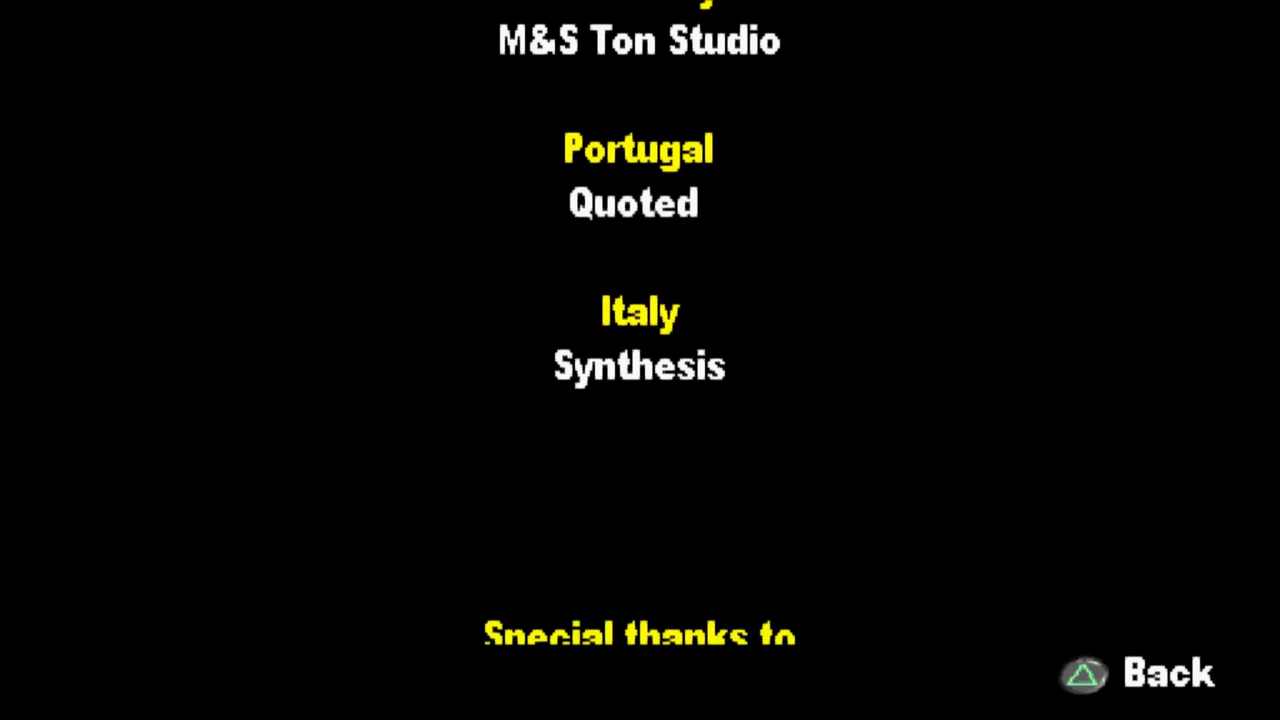 M&S Ton Studio
Portugal
Quoted
Italy
Synthesis
Special thanks to
Back